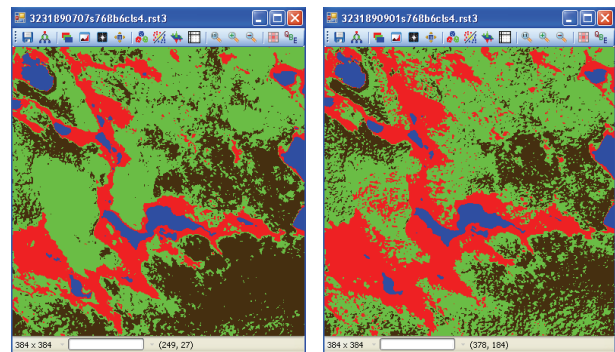 3231890707s768b6cls4.rst3
384 x 384
(249, 27)
3231890901s768b6cls4.rst3
384 x 384
(378, 184)